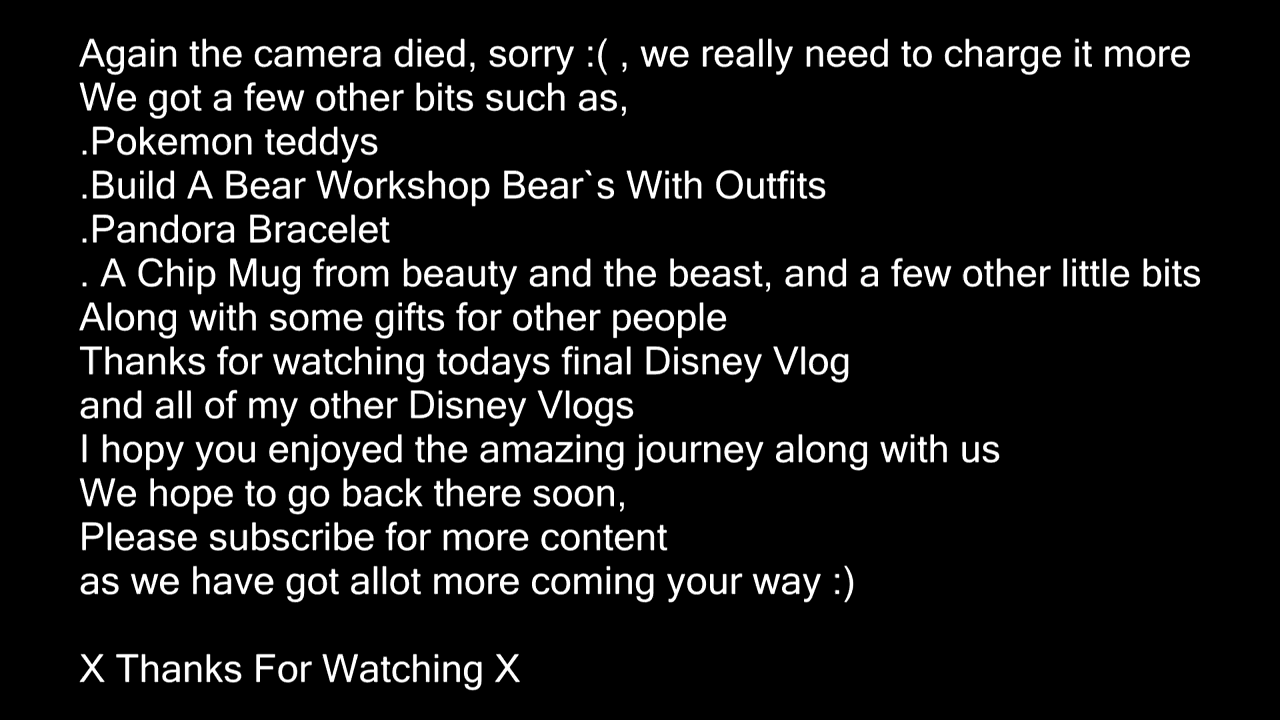 Again the camera died, sorry :( , we really need to charge it more
We got a few other bits such as,
.Pokemon teddys
.Build A Bear Workshop Bear`s With Outfits
.Pandora Bracelet
. A Chip Mug from beauty and the beast, and a few other little bits
Along with some gifts for other people
Thanks for watching todays final Disney Vlog
and all of my other Disney Vlogs
I hopy you enjoyed the amazing journey along with us
We hope to go back there soon,
Please subscribe for more content
as we have got allot more coming your way :)
X Thanks For Watching X